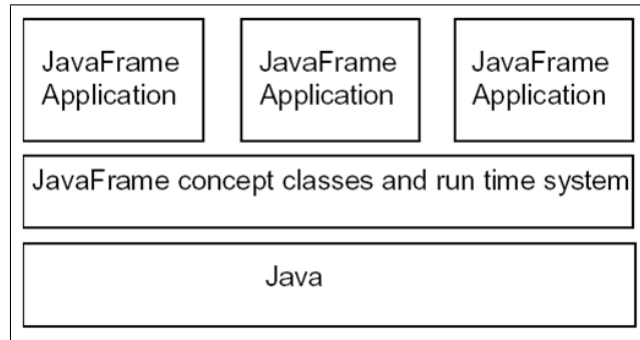 JavaFrame
Application
JavaFrame
Application
JavaFrame
Application
JavaFrame concept classes and run time system
Java